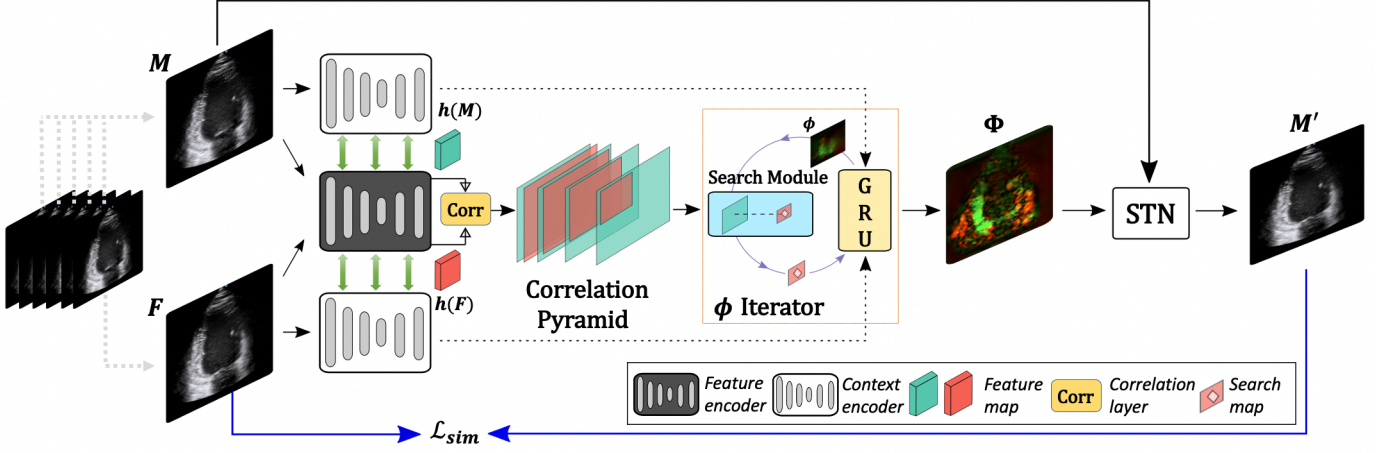 M
F
h(M)
Corr
h(F)
Correlation
Pyramid
ϕ
Search Module
G
R
U
ϕ Iterator
Φ
STN
M′
ℒsim
Feature
encoder
Context
encoder
Feature
map
Corr
Correlation
layer
Search
map